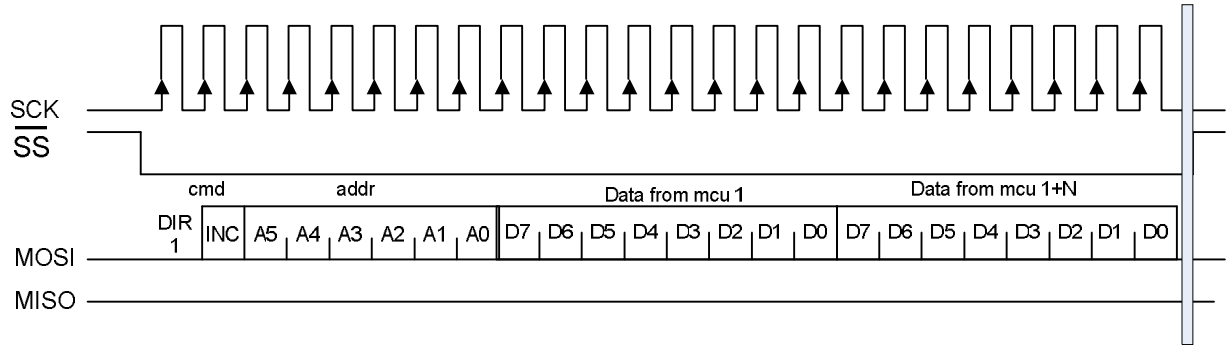 SCK
SS
cmd addr Data from mcu 1 Data from mcu 1+N
DIR 1 INC A5 A4 A3 A2 A1 A0 D7 D6 D5 D4 D3 D2 D1 D0 D7 D6 D5 D4 D3 D2 D1 D0
MOSI
MISO